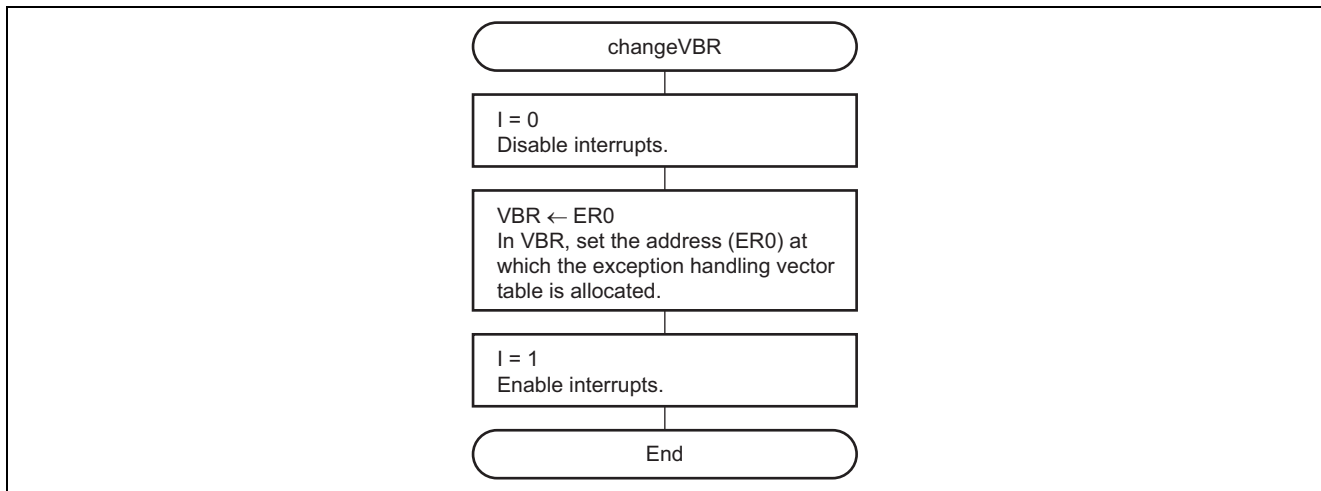 changeVBR
I = 0
Disable interrupts.
VBR ← ER0
In VBR, set the address (ER0) at
which the exception handling vector
table is allocated.
I = 1
Enable interrupts.
End